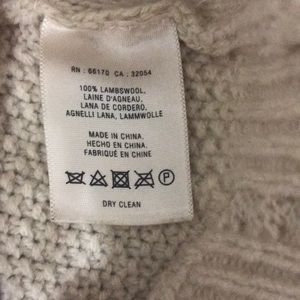 RN : 66170 CA : 32054
100% LAMBSWOOL,
LAINE D'AGNEAU,
LANA DE CORDERO,
AGNELLI LANA, LAMMWOLLE
MADE IN CHINA.
HECHO EN CHINA.
FABRIQUÉ EN CHINE
P
DRY CLEAN